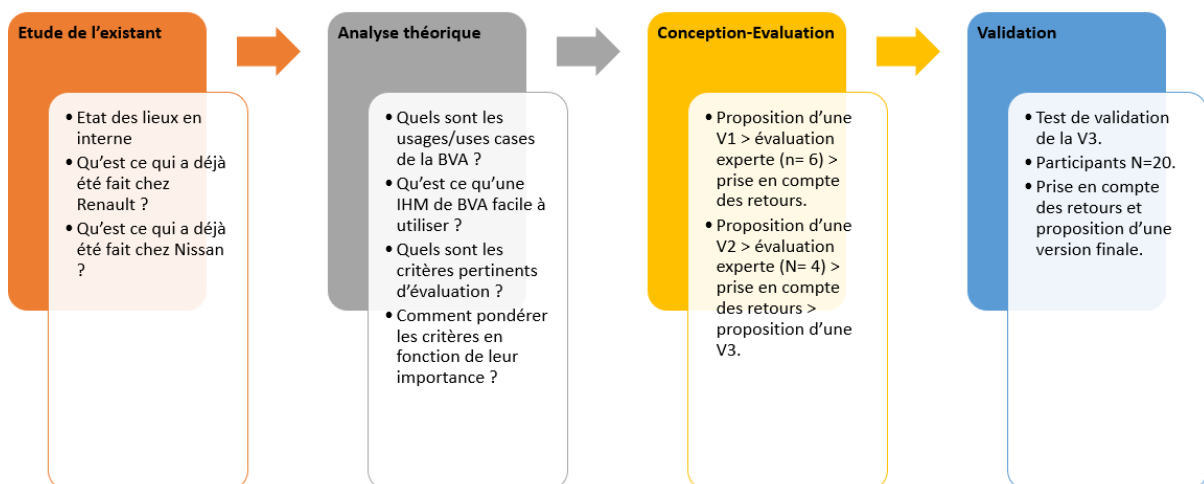 Etude de l’existant
• Etat des lieux en
interne
• Qu’est ce qui a déjà
été fait chez
Renault ?
• Qu’est ce qui a déjà
été fait chez Nissan
?
Analyse théorique
• Quels sont les
usages/uses cases
de la BVA ?
• Qu’est ce qu’une
IHM de BVA facile à
utiliser ?
• Quels sont les
critères pertinents
d’évaluation ?
• Comment pondérer
les critères en
fonction de leur
importance ?
Conception-Evaluation
• Proposition d’une
V1 > évaluation
experte (n= 6) >
prise en compte
des retours.
• Proposition d’une
V2 > évaluation
experte (N= 4) >
prise en compte
des retours >
proposition d’une
V3.
Validation
• Test de validation
de la V3.
• Participants N=20.
• Prise en compte
des retours et
proposition d’une
version finale.